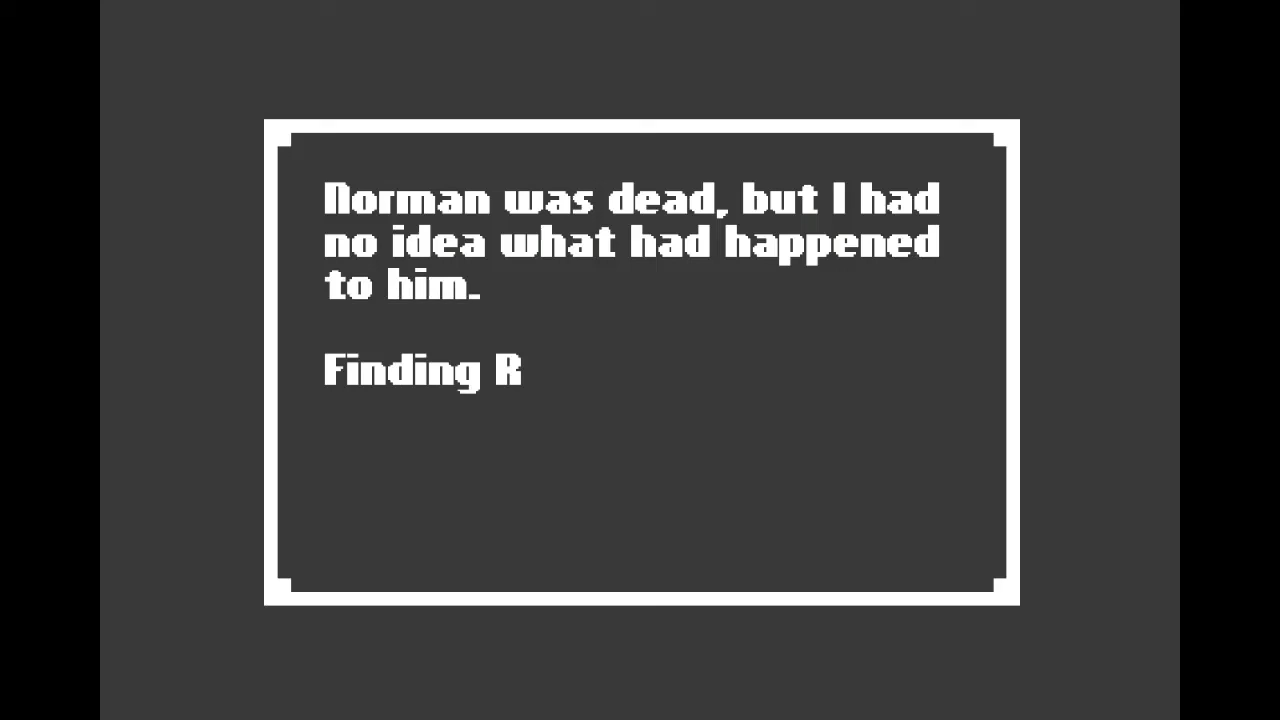 Norman was dead, but I had
no idea what had happened
to him.
Finding R